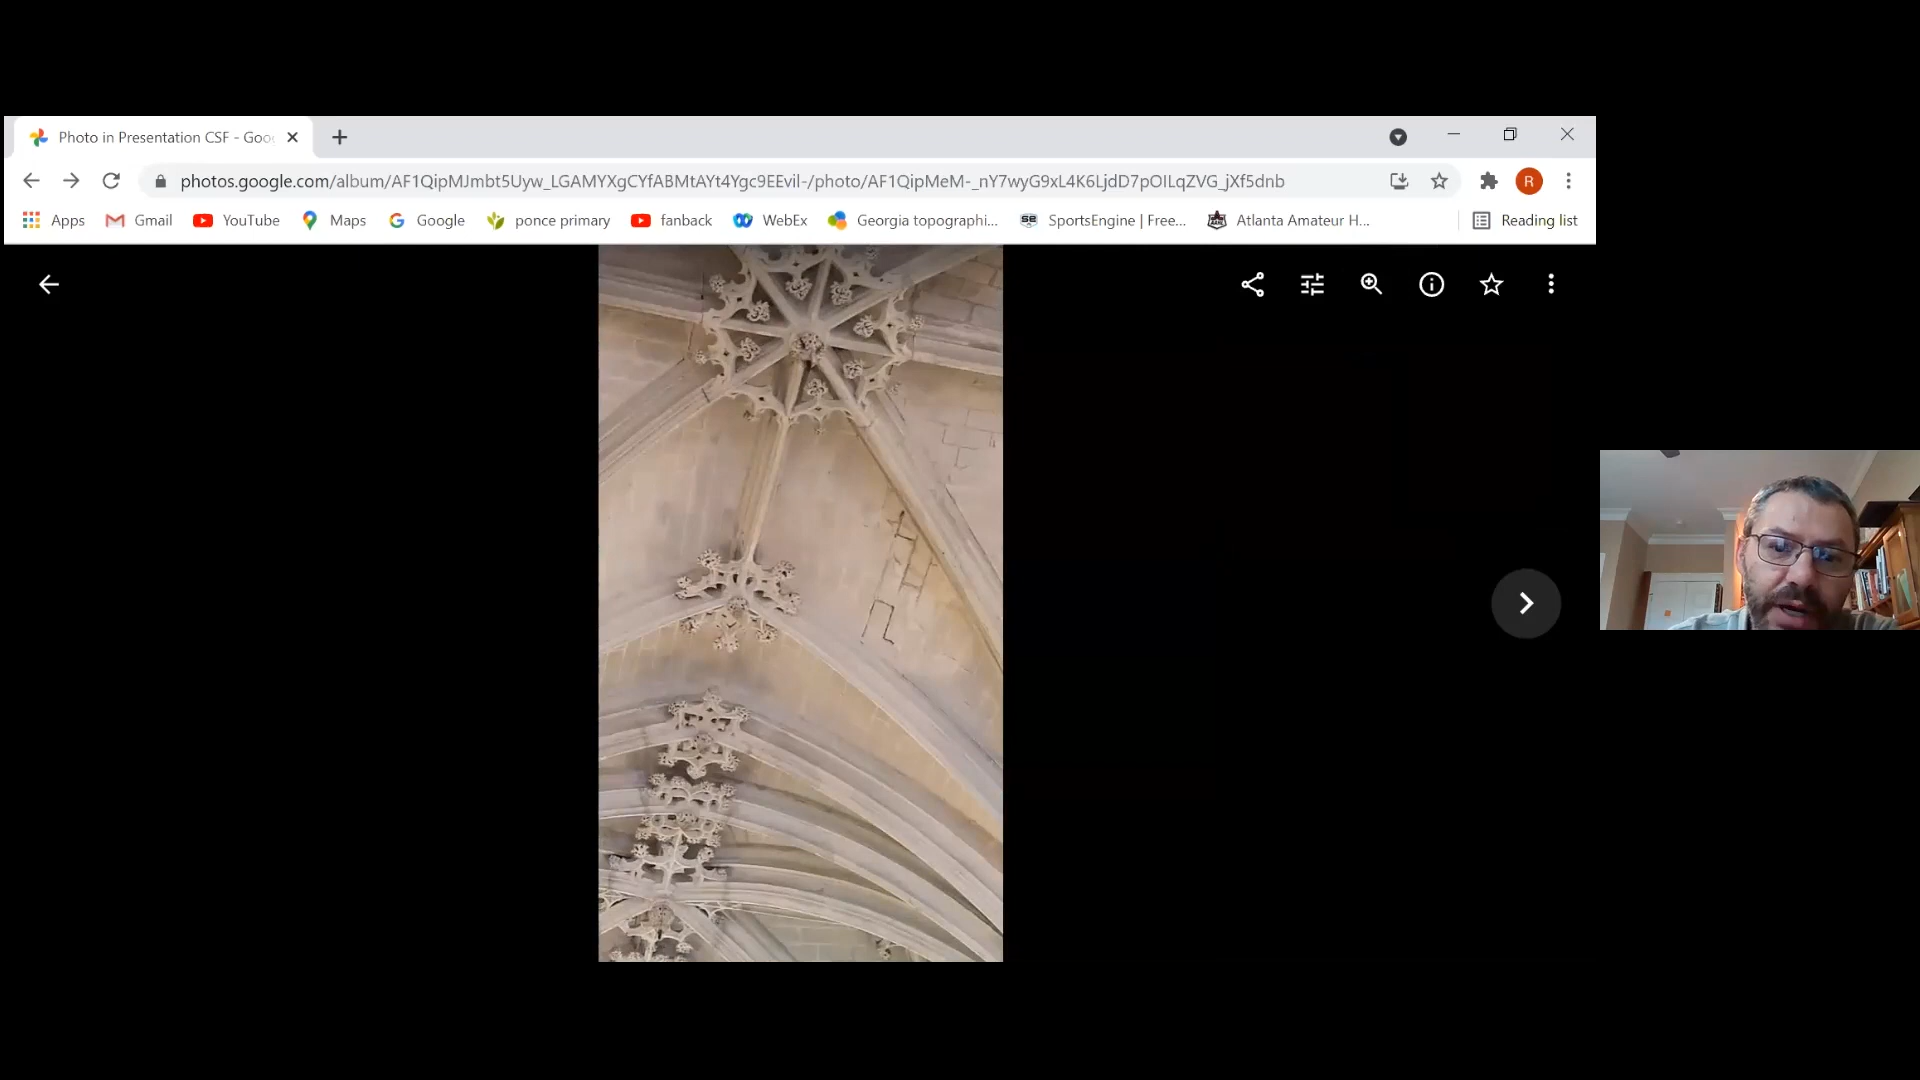 Photo in Presentation CSF - Goo
photos.google.com/album/AF1QipMJmbt5Uyw_LGAMYXgCYfABMtAYt4Ygc9EEvil-/photo/AF1QipMeM-_nY7wyG9xL4K6LjdD7pOILqZVG_jXf5dnb
R
Apps Gmail YouTube Maps Google ponce primary fanback WebEx Georgia topographi... SE SportsEngine | Free... Atlanta Amateur H... Reading list